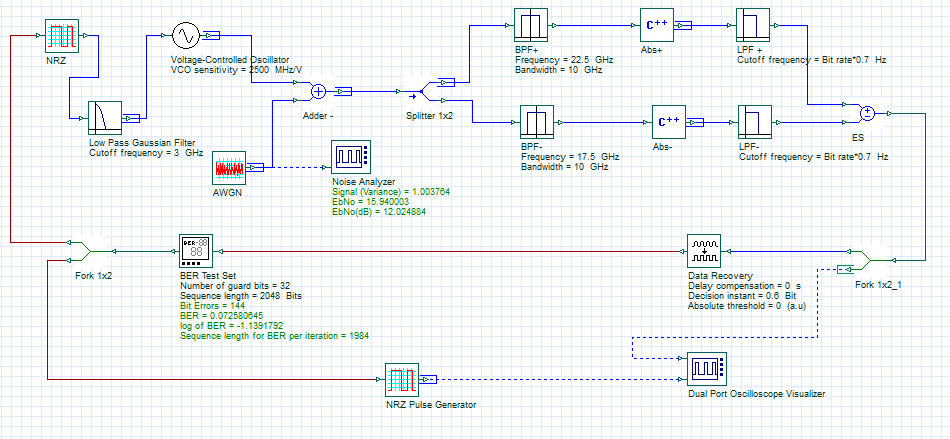 NRZ
Voltage-Controlled Oscillator
VCO sensitivity = 2500 MHz/V
BPF+
Frequency = 22.5 GHz
Bandwidth = 10 GHz
C++
Abs+
LPF +
Cutoff frequency = Bit rate*0.7 Hz
Low Pass Gaussian Filter
Cutoff frequency = 3 GHz
Adder -
Splitter 1x2
BPF-
Frequency = 17.5 GHz
Bandwidth = 10 GHz
C++
Abs-
LPF-
Cutoff frequency = Bit rate*0.7 Hz
ES
AWGN
Noise Analyzer
Signal (Variance) = 1.003764
EbNo = 15.940003
EbNo(dB) = 12.024884
Fork 1x2
BER-88
88
BER Test Set
Number of guard bits = 32
Sequence length = 2048 Bits
Bit Errors = 144
BER = 0.072580645
log of BER = -1.1391792
Sequence length for BER per iteration = 1984
Data Recovery
Delay compensation = 0 s
Decision instant = 0.6 Bit
Absolute threshold = 0 (a.u)
Fork 1x2_1
NRZ Pulse Generator
Dual Port Oscilloscope Visualizer